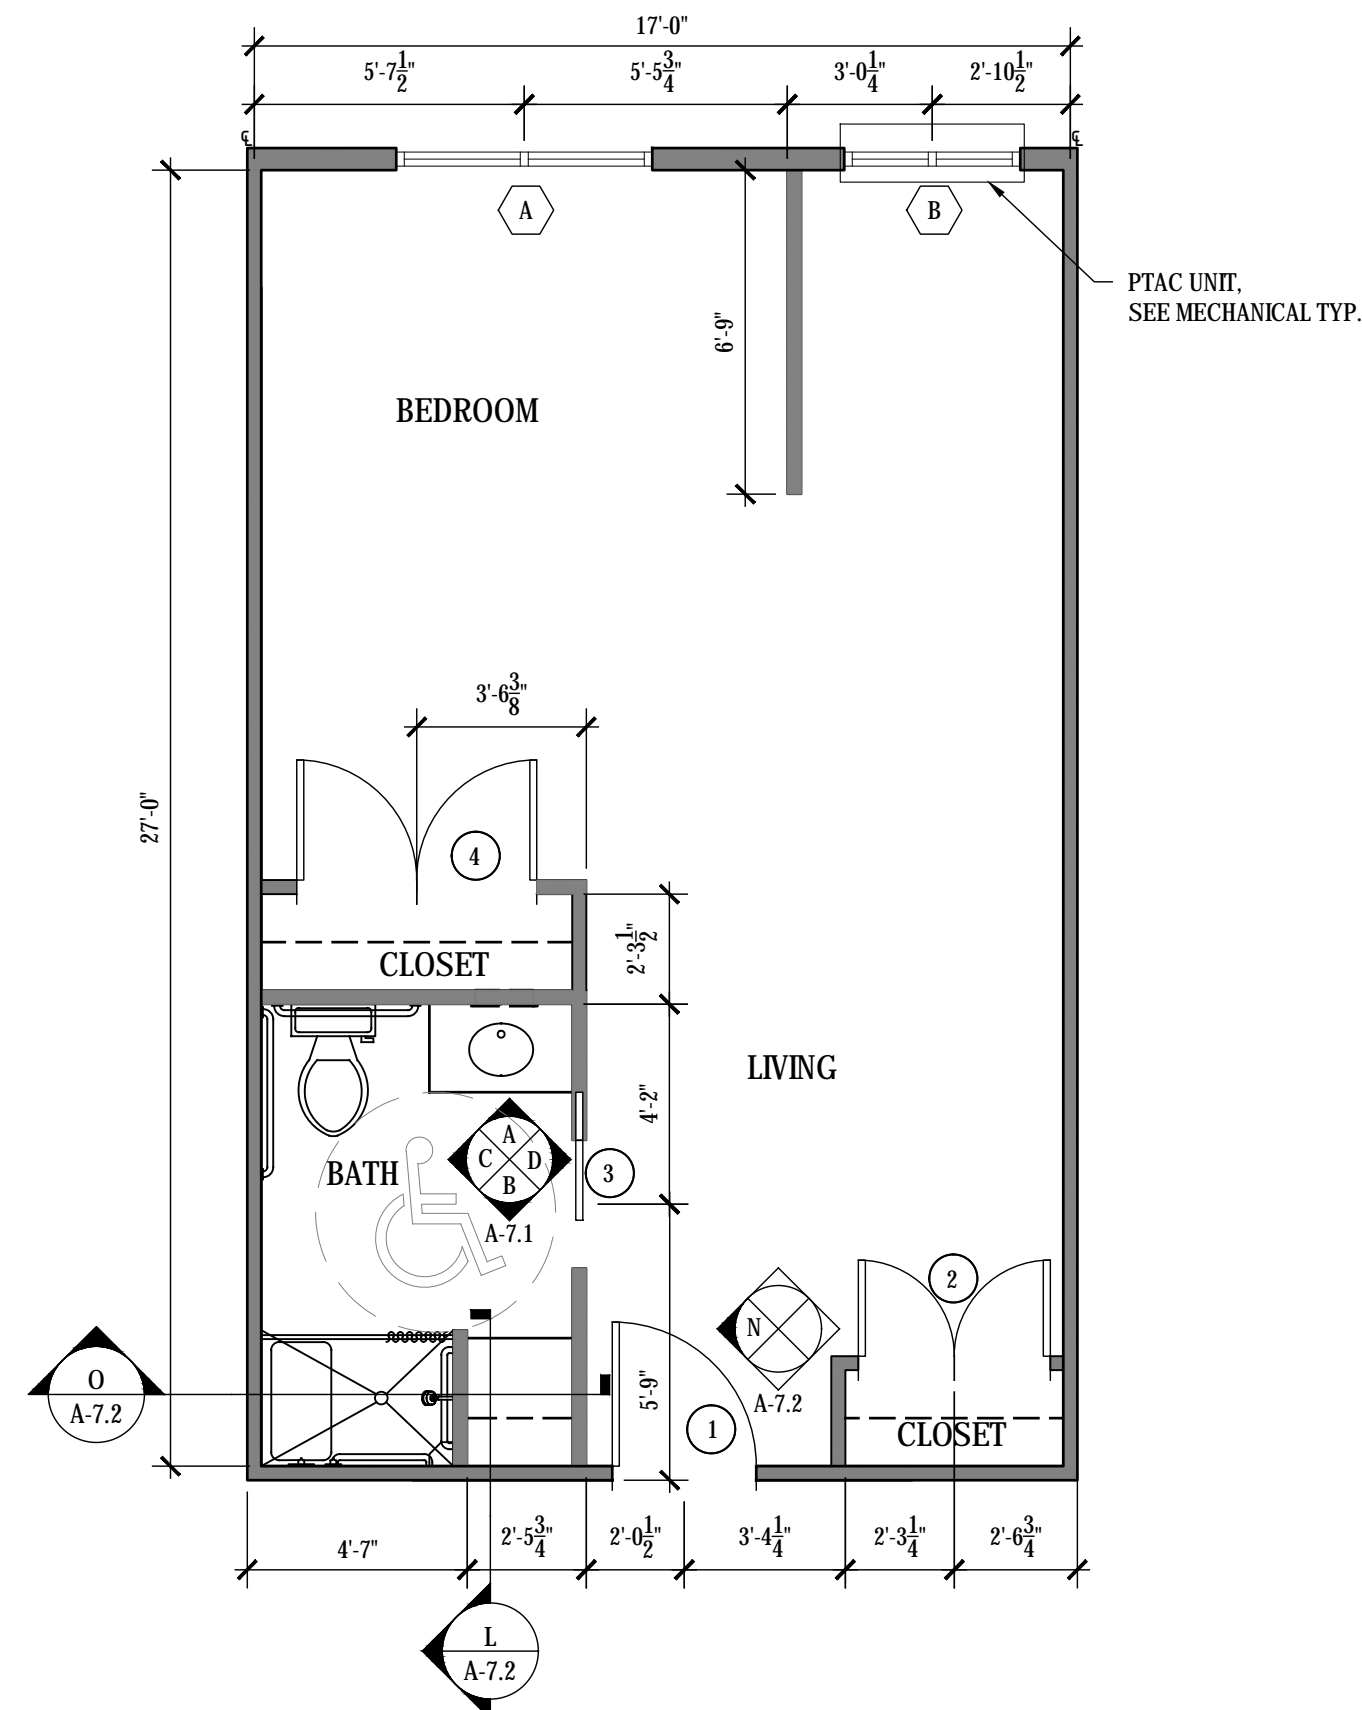 17'-0"
5'-7 1/2"
5'-5 3/4"
3'-0 1/4"
2'-10 1/2"
℄
℄
A
B
PTAC UNIT,
SEE MECHANICAL TYP.
6'-9"
BEDROOM
3'-6 3/8"
27'-0"
4
2'-3 1/2"
CLOSET
LIVING
4'-2"
A
C
D
B
A-7.1
BATH
3
2
N
A-7.2
O
A-7.2
5'-9"
1
CLOSET
4'-7"
2'-5 3/4"
2'-0 1/2"
3'-4 1/4"
2'-3 1/4"
2'-6 3/4"
L
A-7.2